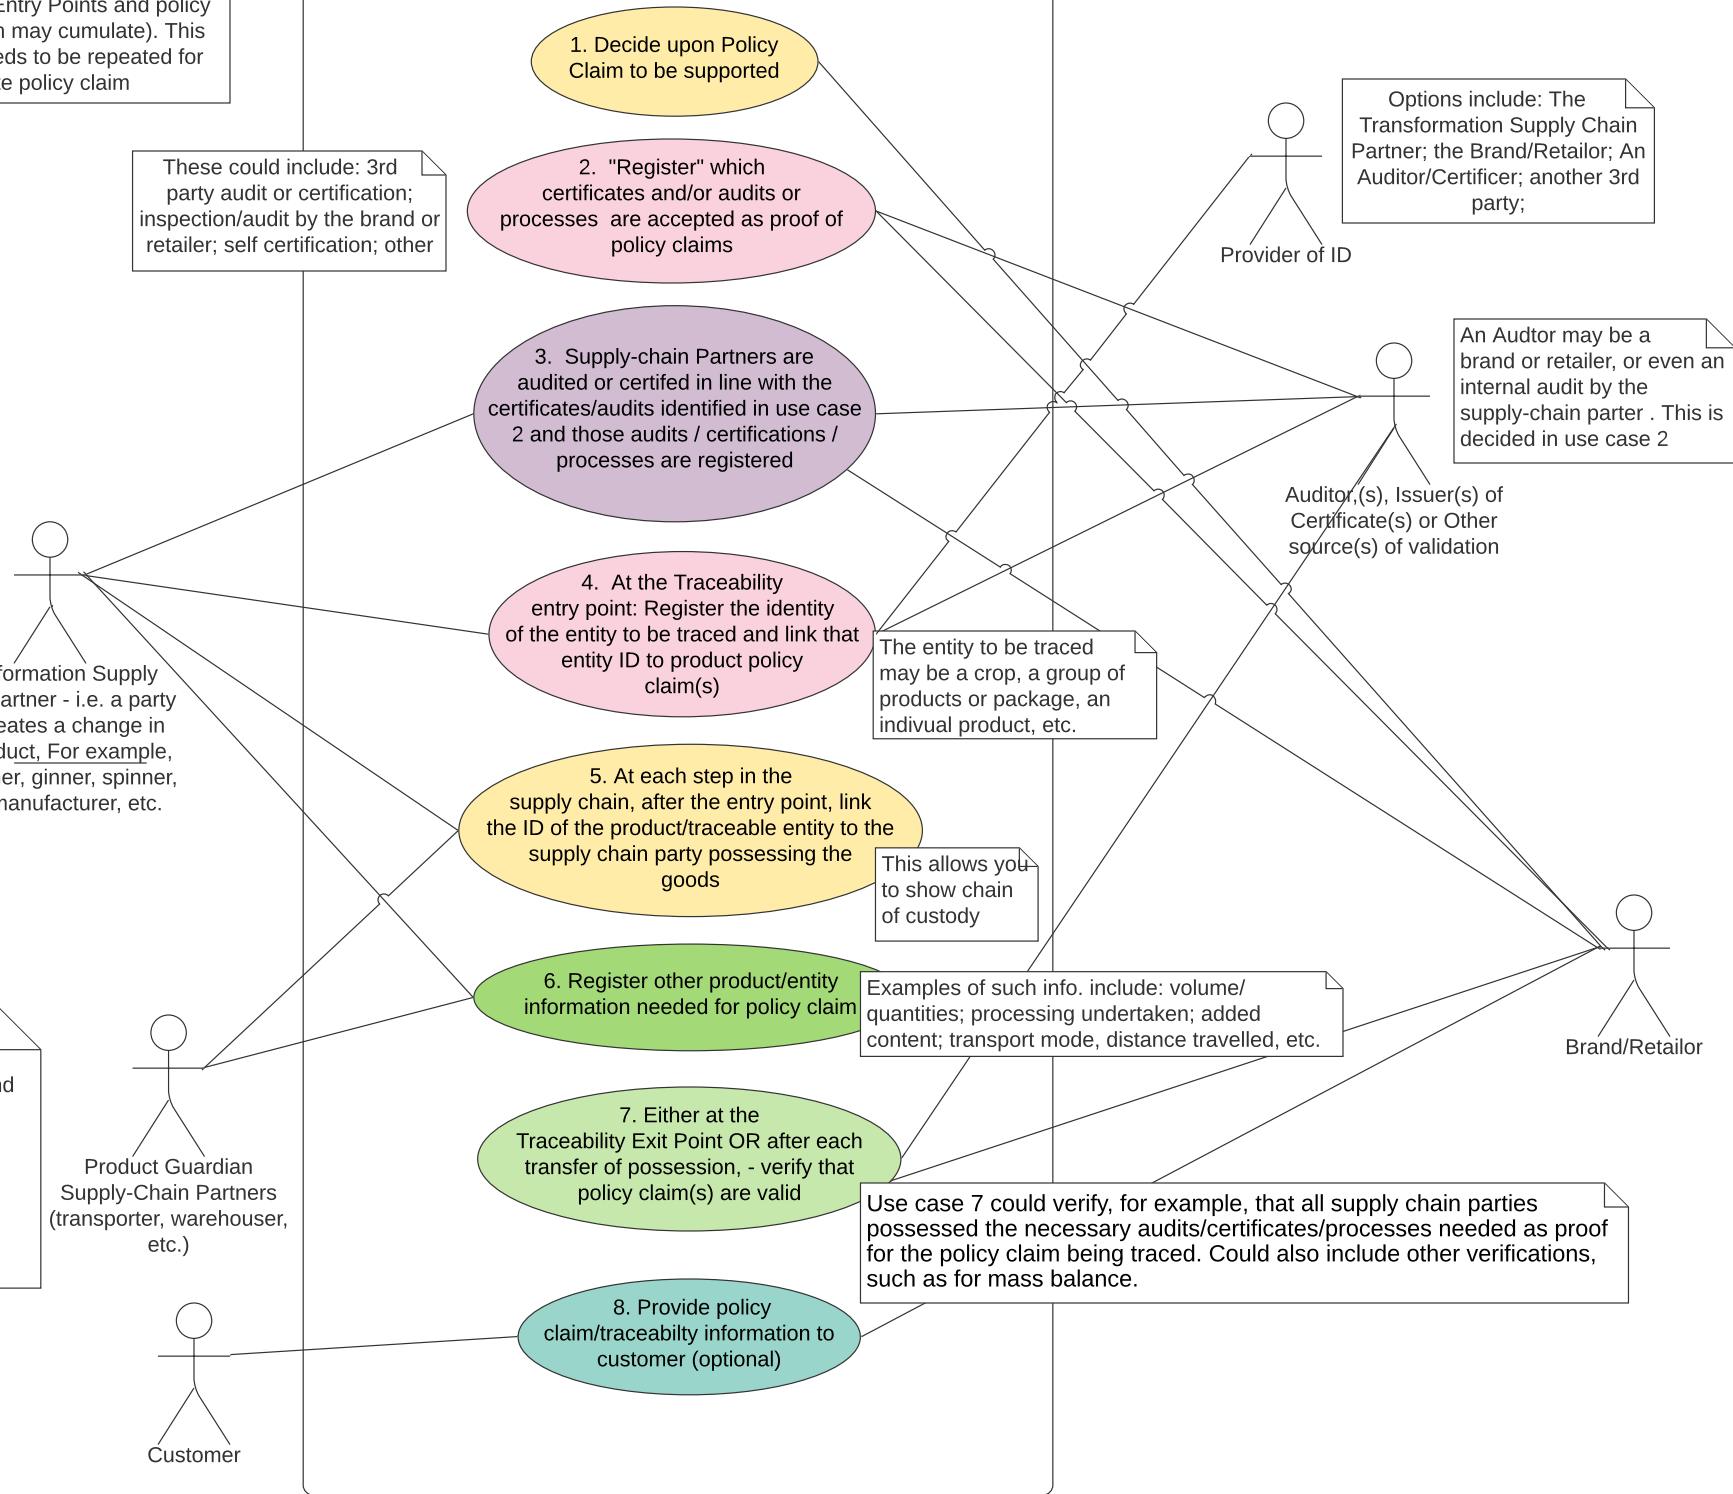 Entry Points and policy
may cumulate). This
to be repeated for
policy claim
1. Decide upon Policy
Claim to be supported
These could include: 3rd
party audit or certification;
inspection/audit by the brand or
retailer; self certification; other
2.  "Register" which
certificates and/or audits or
processes  are accepted as proof of
policy claims
Provider of ID
Options include: The
Transformation Supply Chain
Partner; the Brand/Retailor; An
Auditor/Certificer; another 3rd
party;
3.  Supply-chain Partners are
audited or certifed in line with the
certificates/audits identified in use case
2 and those audits / certifications /
processes are registered
An Audtor may be a
brand or retailer, or even an
internal audit by the
supply-chain parter . This is
decided in use case 2
Auditor,(s), Issuer(s) of
Certificate(s) or Other
source(s) of validation
formation Supply
artner - i.e. a party
eates a change in
duct, For example,
er, ginner, spinner,
manufacturer, etc.
4.  At the Traceability
entry point: Register the identity
of the entity to be traced and link that
entity ID to product policy
claim(s)
The entity to be traced
may be a crop, a group of
products or package, an
indivual product, etc.
5. At each step in the
supply chain, after the entry point, link
the ID of the product/traceable entity to the
supply chain party possessing the
goods
This allows you
to show chain
of custody
6. Register other product/entity
information needed for policy claim
Examples of such info. include: volume/
quantities; processing undertaken; added
content; transport mode, distance travelled, etc.
Brand/Retailor
Product Guardian
Supply-Chain Partners
(transporter, warehouser,
etc.)
7. Either at the
Traceability Exit Point OR after each
transfer of possession, - verify that
policy claim(s) are valid
Use case 7 could verify, for example, that all supply chain parties
possessed the necessary audits/certificates/processes needed as proof
for the policy claim being traced. Could also include other verifications,
such as for mass balance.
8. Provide policy
claim/traceabilty information to
customer (optional)
Customer